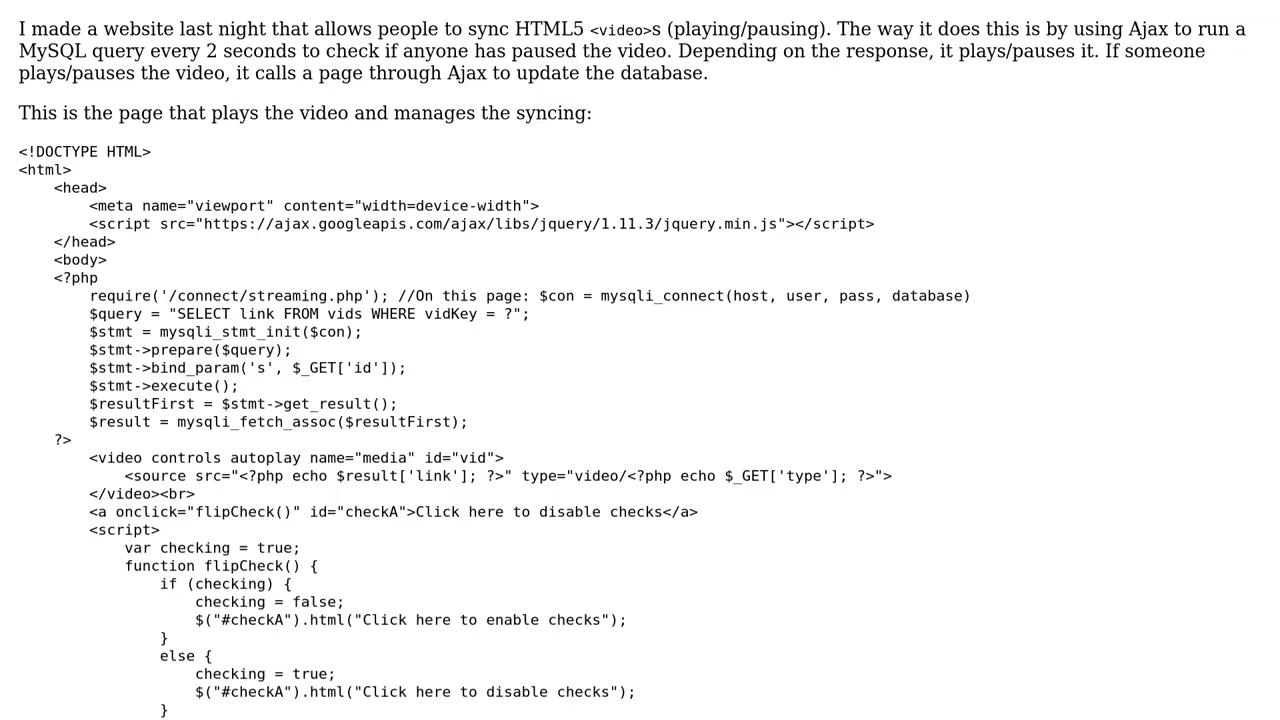 I made a website last night that allows people to sync HTML5 <video>s (playing/pausing). The way it does this is by using Ajax to run a
MySQL query every 2 seconds to check if anyone has paused the video. Depending on the response, it plays/pauses it. If someone
plays/pauses the video, it calls a page through Ajax to update the database.
This is the page that plays the video and manages the syncing:
<!DOCTYPE HTML>
<html>
    <head>
        <meta name="viewport" content="width=device-width">
        <script src="https://ajax.googleapis.com/ajax/libs/jquery/1.11.3/jquery.min.js"></script>
    </head>
    <body>
    <?php
        require('/connect/streaming.php'); //On this page: $con = mysqli_connect(host, user, pass, database)
        $query = "SELECT link FROM vids WHERE vidKey = ?";
        $stmt = mysqli_stmt_init($con);
        $stmt->prepare($query);
        $stmt->bind_param('s', $_GET['id']);
        $stmt->execute();
        $resultFirst = $stmt->get_result();
        $result = mysqli_fetch_assoc($resultFirst);
    ?>
        <video controls autoplay name="media" id="vid">
            <source src="<?php echo $result['link']; ?>" type="video/<?php echo $_GET['type']; ?>">
        </video><br>
        <a onclick="flipCheck()" id="checkA">Click here to disable checks</a>
        <script>
            var checking = true;
            function flipCheck() {
                if (checking) {
                    checking = false;
                    $("#checkA").html("Click here to enable checks");
                }
                else {
                    checking = true;
                    $("#checkA").html("Click here to disable checks");
                }